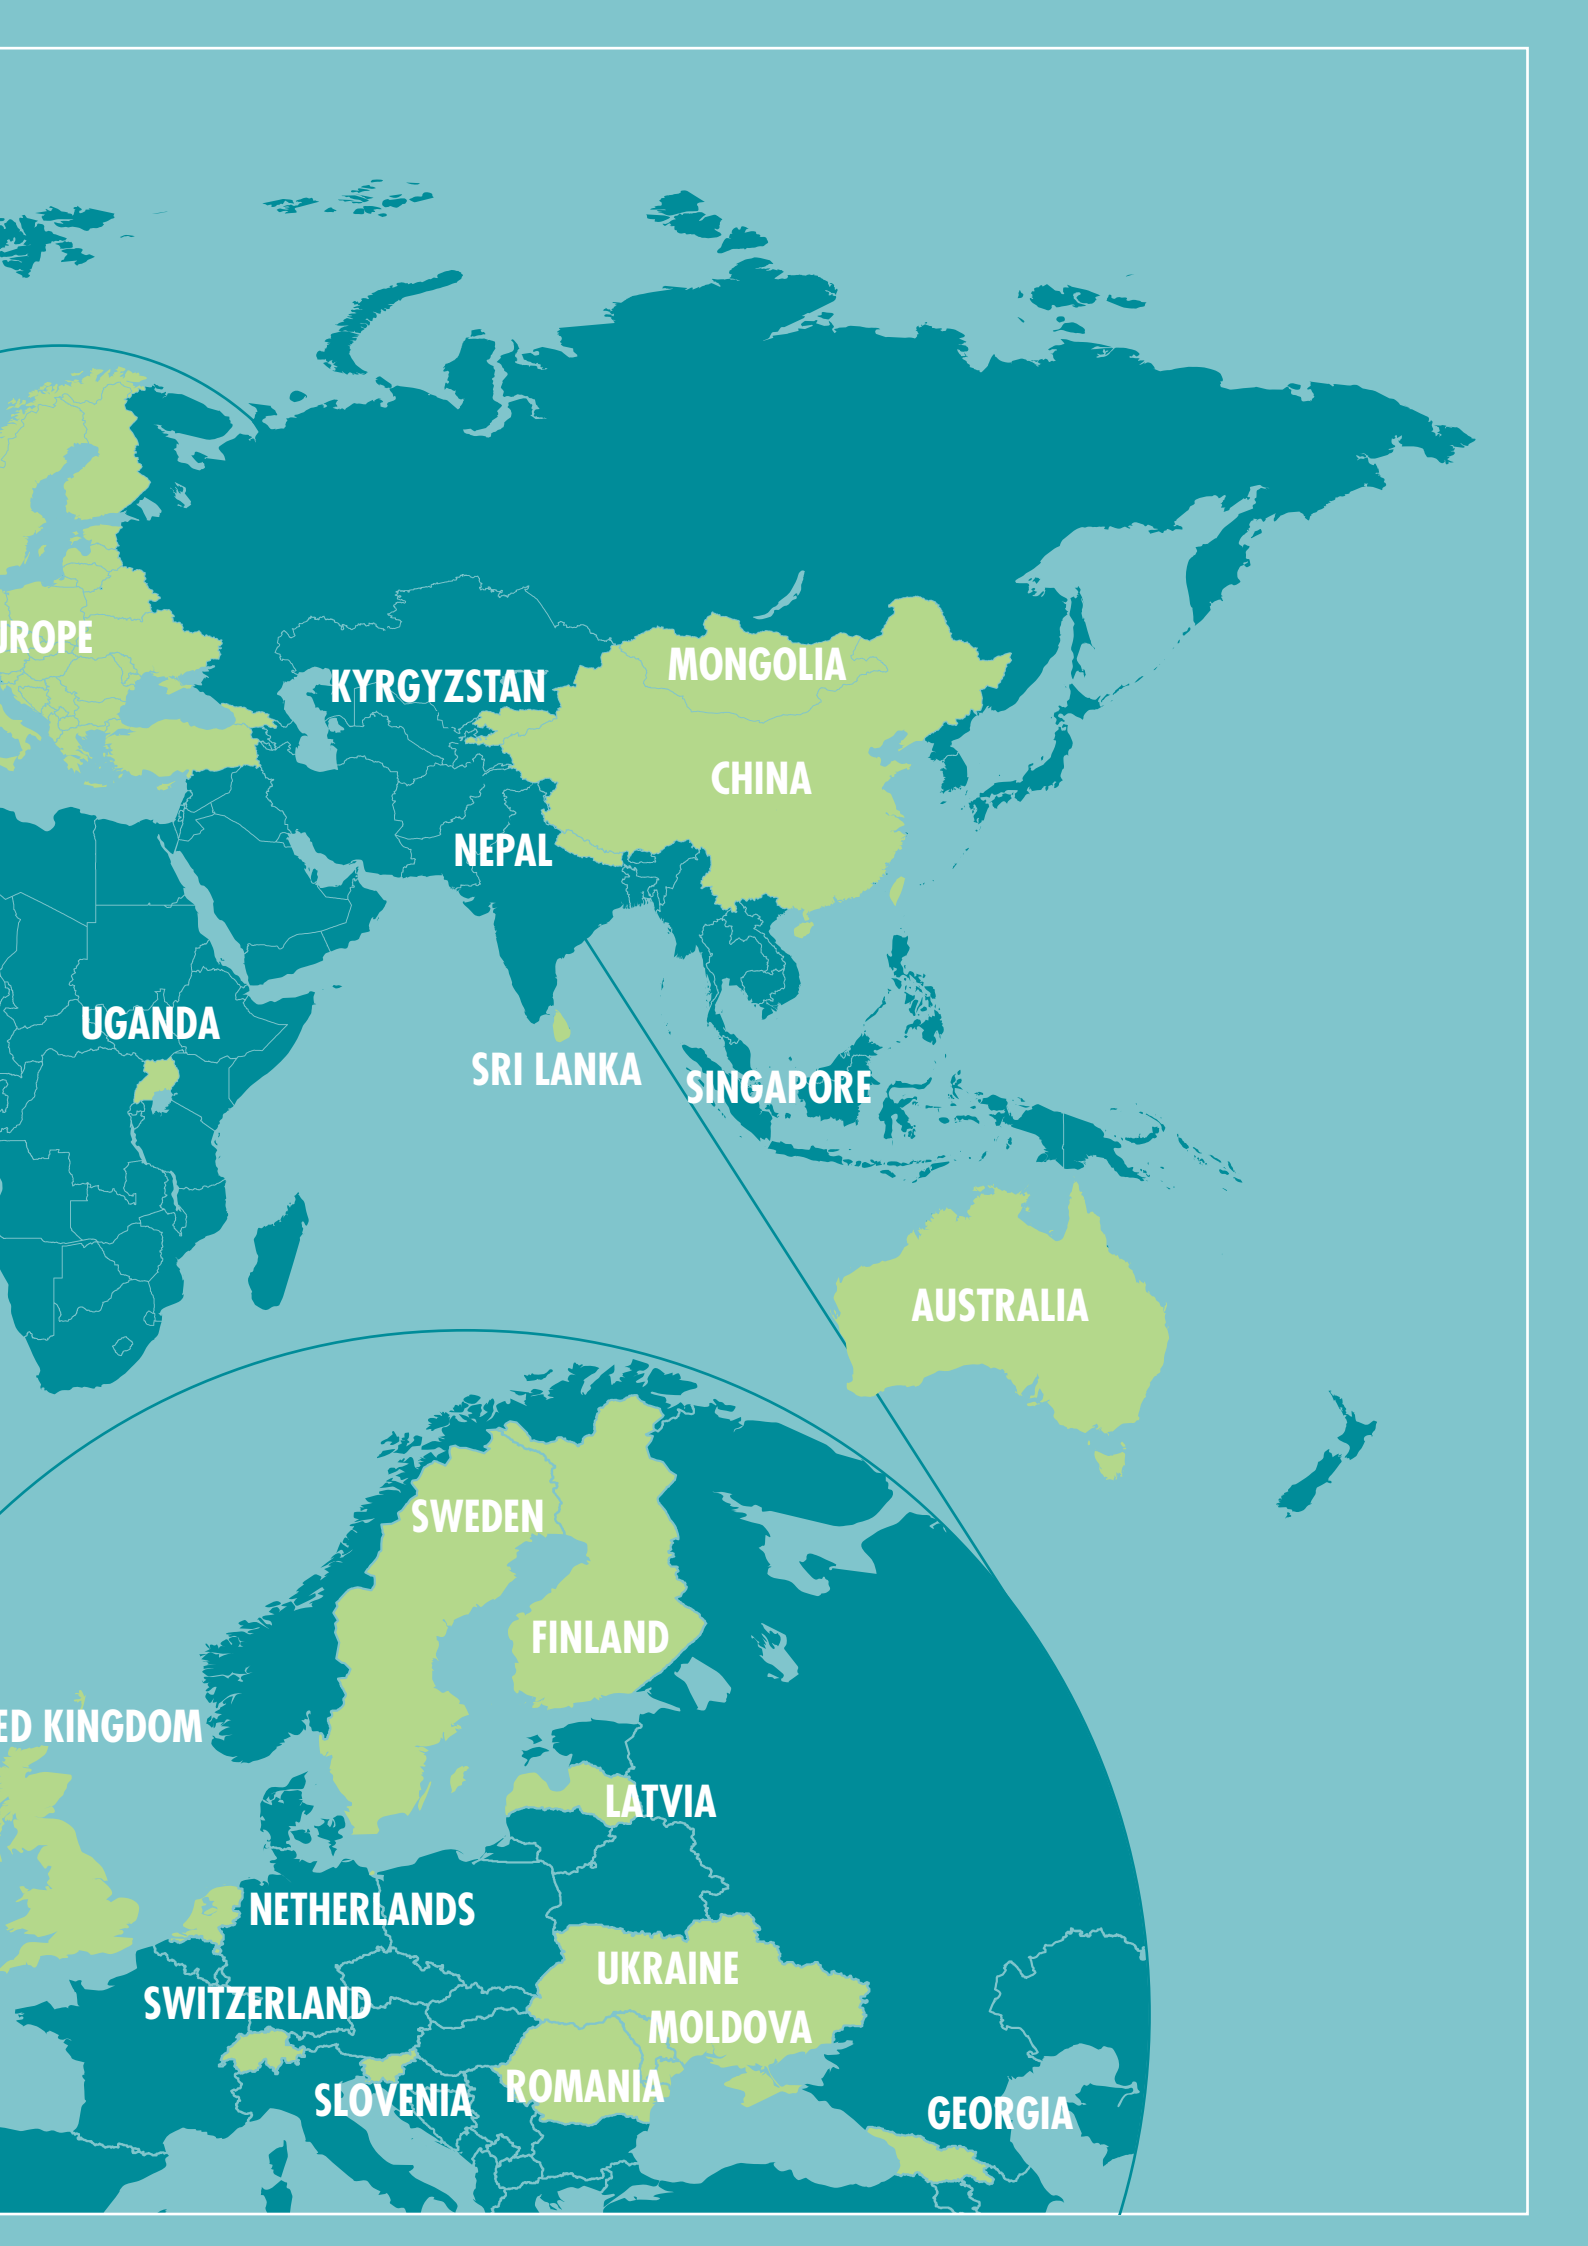 UROPE
MONGOLIA
KYRGYZSTAN
CHINA
NEPAL
UGANDA
SRI LANKA
SINGAPORE
AUSTRALIA
SWEDEN
FINLAND
ED KINGDOM
LATVIA
NETHERLANDS
UKRAINE
SWITZERLAND
MOLDOVA
ROMANIA
SLOVENIA
GEORGIA